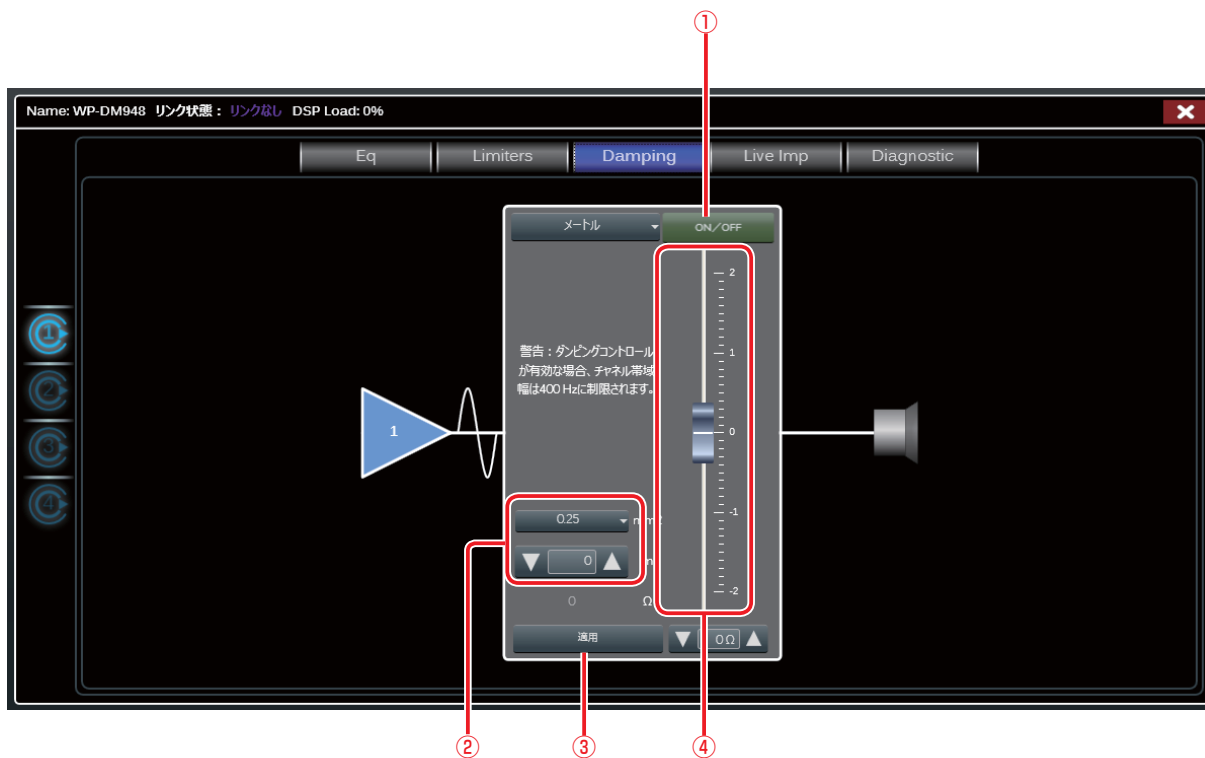 ①
Name: WP-DM948 リンク状態： リンクなし DSP Load: 0%
Eq Limiters Damping Live Imp Diagnostic
メートル ON/OFF
2
警告：ダンピングコントロール
が有効な場合、チャネル帯域
幅は400 Hzに制限されます。
1
0
-1
-2
1
2
3
4
1
0.25
0
0 Ω
適用 0 Ω
② ③ ④